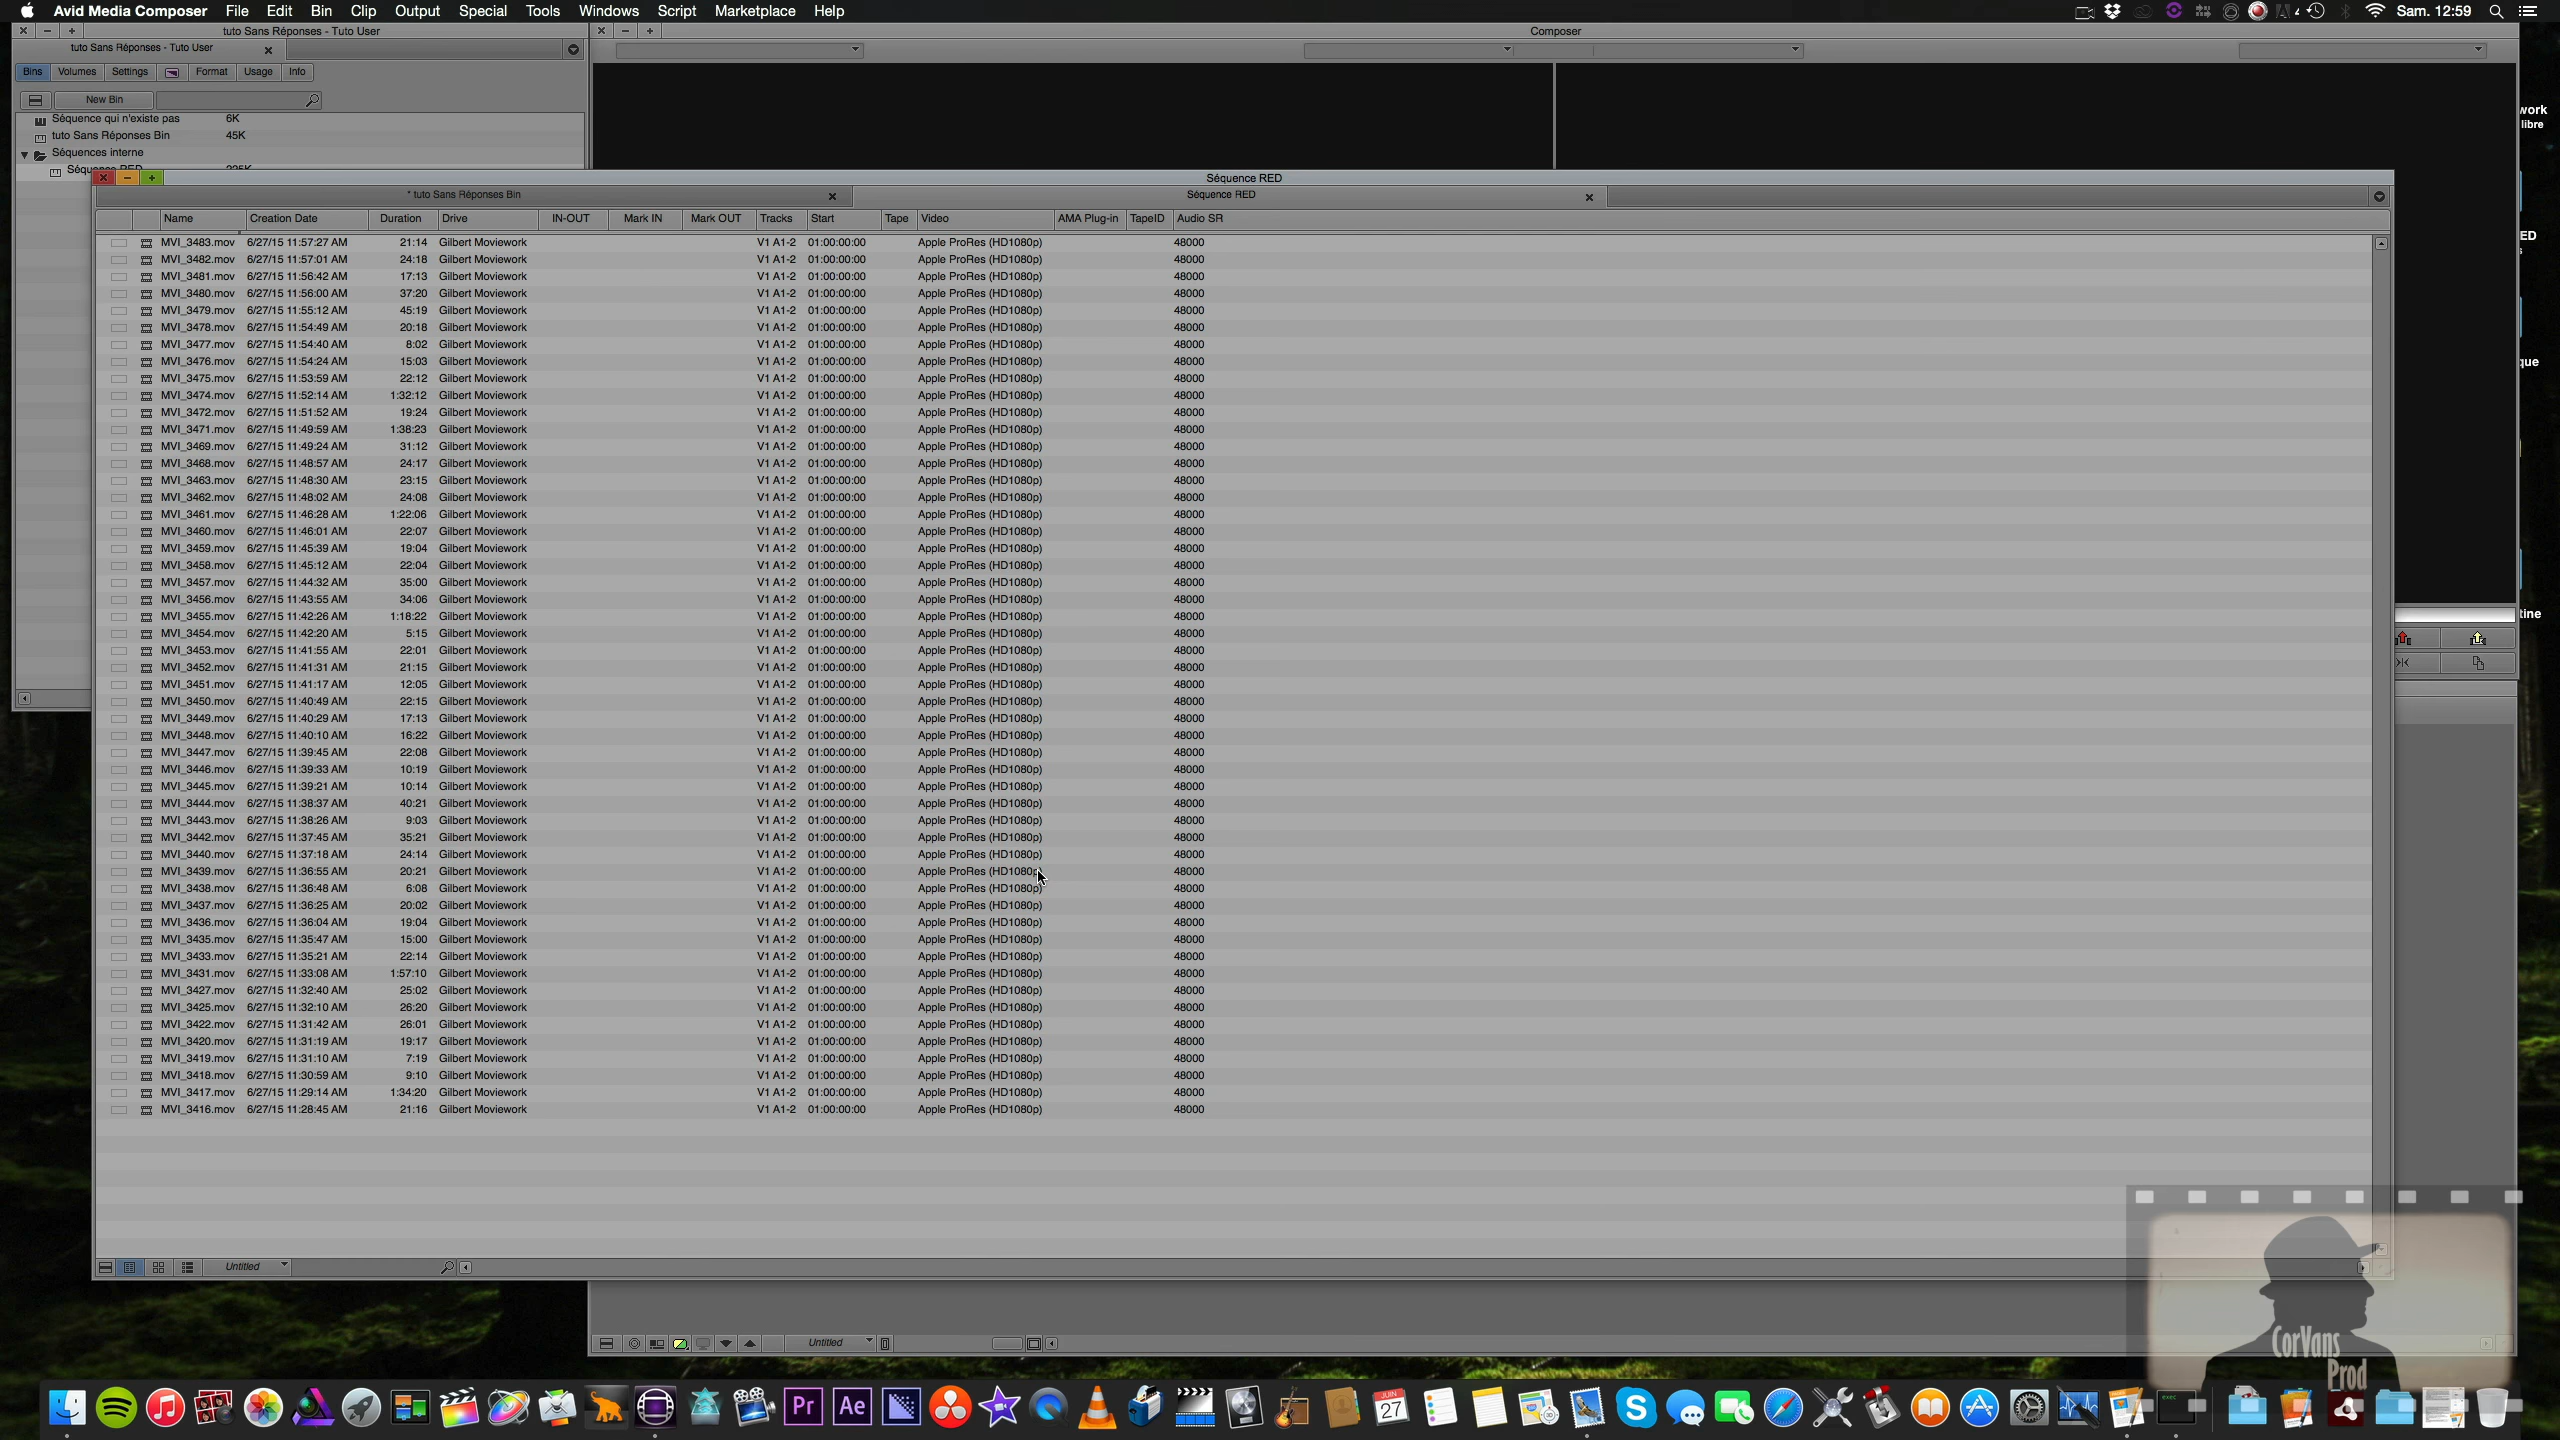 Avid Media Composer File Edit Bin Clip Output Special Tools Windows Script Marketplace Help Sam. 12:59
tuto Sans Réponses - Tuto User
Composer
tuto Sans Réponses - Tuto User
Bins Volumes Settings Format Usage Info
New Bin
Séquence qui n'existe pas 6K
tuto Sans Réponses Bin 45K
Séquences interne
work
libre
Séquence RED
* tuto Sans Réponses Bin
Séquence RED
Name Creation Date Duration Drive IN-OUT Mark IN Mark OUT Tracks Start Tape Video AMA Plug-in TapeID Audio SR
MVI_3483.mov 6/27/15 11:57:27 AM 21:14 Gilbert Moviework V1 A1-2 01:00:00:00 Apple ProRes (HD1080p) 48000
MVI_3482.mov 6/27/15 11:57:01 AM 24:18 Gilbert Moviework V1 A1-2 01:00:00:00 Apple ProRes (HD1080p) 48000
MVI_3481.mov 6/27/15 11:56:42 AM 17:13 Gilbert Moviework V1 A1-2 01:00:00:00 Apple ProRes (HD1080p) 48000
MVI_3480.mov 6/27/15 11:56:00 AM 37:20 Gilbert Moviework V1 A1-2 01:00:00:00 Apple ProRes (HD1080p) 48000
MVI_3479.mov 6/27/15 11:55:12 AM 45:19 Gilbert Moviework V1 A1-2 01:00:00:00 Apple ProRes (HD1080p) 48000
MVI_3478.mov 6/27/15 11:54:49 AM 20:18 Gilbert Moviework V1 A1-2 01:00:00:00 Apple ProRes (HD1080p) 48000
MVI_3477.mov 6/27/15 11:54:40 AM 8:02 Gilbert Moviework V1 A1-2 01:00:00:00 Apple ProRes (HD1080p) 48000
MVI_3476.mov 6/27/15 11:54:24 AM 15:03 Gilbert Moviework V1 A1-2 01:00:00:00 Apple ProRes (HD1080p) 48000
MVI_3475.mov 6/27/15 11:53:59 AM 22:12 Gilbert Moviework V1 A1-2 01:00:00:00 Apple ProRes (HD1080p) 48000
MVI_3474.mov 6/27/15 11:52:14 AM 1:32:12 Gilbert Moviework V1 A1-2 01:00:00:00 Apple ProRes (HD1080p) 48000
MVI_3472.mov 6/27/15 11:51:52 AM 19:24 Gilbert Moviework V1 A1-2 01:00:00:00 Apple ProRes (HD1080p) 48000
MVI_3471.mov 6/27/15 11:49:59 AM 1:38:23 Gilbert Moviework V1 A1-2 01:00:00:00 Apple ProRes (HD1080p) 48000
MVI_3469.mov 6/27/15 11:49:24 AM 31:12 Gilbert Moviework V1 A1-2 01:00:00:00 Apple ProRes (HD1080p) 48000
MVI_3468.mov 6/27/15 11:48:57 AM 24:17 Gilbert Moviework V1 A1-2 01:00:00:00 Apple ProRes (HD1080p) 48000
MVI_3463.mov 6/27/15 11:48:30 AM 23:15 Gilbert Moviework V1 A1-2 01:00:00:00 Apple ProRes (HD1080p) 48000
MVI_3462.mov 6/27/15 11:48:02 AM 24:08 Gilbert Moviework V1 A1-2 01:00:00:00 Apple ProRes (HD1080p) 48000
MVI_3461.mov 6/27/15 11:46:28 AM 1:22:06 Gilbert Moviework V1 A1-2 01:00:00:00 Apple ProRes (HD1080p) 48000
MVI_3460.mov 6/27/15 11:46:01 AM 22:07 Gilbert Moviework V1 A1-2 01:00:00:00 Apple ProRes (HD1080p) 48000
MVI_3459.mov 6/27/15 11:45:39 AM 19:04 Gilbert Moviework V1 A1-2 01:00:00:00 Apple ProRes (HD1080p) 48000
MVI_3458.mov 6/27/15 11:45:12 AM 22:04 Gilbert Moviework V1 A1-2 01:00:00:00 Apple ProRes (HD1080p) 48000
MVI_3457.mov 6/27/15 11:44:32 AM 35:00 Gilbert Moviework V1 A1-2 01:00:00:00 Apple ProRes (HD1080p) 48000
MVI_3456.mov 6/27/15 11:43:55 AM 34:06 Gilbert Moviework V1 A1-2 01:00:00:00 Apple ProRes (HD1080p) 48000
MVI_3455.mov 6/27/15 11:42:26 AM 1:18:22 Gilbert Moviework V1 A1-2 01:00:00:00 Apple ProRes (HD1080p) 48000
MVI_3454.mov 6/27/15 11:42:20 AM 5:15 Gilbert Moviework V1 A1-2 01:00:00:00 Apple ProRes (HD1080p) 48000
MVI_3453.mov 6/27/15 11:41:55 AM 22:01 Gilbert Moviework V1 A1-2 01:00:00:00 Apple ProRes (HD1080p) 48000
MVI_3452.mov 6/27/15 11:41:31 AM 21:15 Gilbert Moviework V1 A1-2 01:00:00:00 Apple ProRes (HD1080p) 48000
MVI_3451.mov 6/27/15 11:41:17 AM 12:05 Gilbert Moviework V1 A1-2 01:00:00:00 Apple ProRes (HD1080p) 48000
MVI_3450.mov 6/27/15 11:40:49 AM 22:15 Gilbert Moviework V1 A1-2 01:00:00:00 Apple ProRes (HD1080p) 48000
MVI_3449.mov 6/27/15 11:40:29 AM 17:13 Gilbert Moviework V1 A1-2 01:00:00:00 Apple ProRes (HD1080p) 48000
MVI_3448.mov 6/27/15 11:40:10 AM 16:22 Gilbert Moviework V1 A1-2 01:00:00:00 Apple ProRes (HD1080p) 48000
MVI_3447.mov 6/27/15 11:39:45 AM 22:08 Gilbert Moviework V1 A1-2 01:00:00:00 Apple ProRes (HD1080p) 48000
MVI_3446.mov 6/27/15 11:39:33 AM 10:19 Gilbert Moviework V1 A1-2 01:00:00:00 Apple ProRes (HD1080p) 48000
MVI_3445.mov 6/27/15 11:39:21 AM 10:14 Gilbert Moviework V1 A1-2 01:00:00:00 Apple ProRes (HD1080p) 48000
MVI_3444.mov 6/27/15 11:38:37 AM 40:21 Gilbert Moviework V1 A1-2 01:00:00:00 Apple ProRes (HD1080p) 48000
MVI_3443.mov 6/27/15 11:38:26 AM 9:03 Gilbert Moviework V1 A1-2 01:00:00:00 Apple ProRes (HD1080p) 48000
MVI_3442.mov 6/27/15 11:37:45 AM 35:21 Gilbert Moviework V1 A1-2 01:00:00:00 Apple ProRes (HD1080p) 48000
MVI_3440.mov 6/27/15 11:37:18 AM 24:14 Gilbert Moviework V1 A1-2 01:00:00:00 Apple ProRes (HD1080p) 48000
MVI_3439.mov 6/27/15 11:36:55 AM 20:21 Gilbert Moviework V1 A1-2 01:00:00:00 Apple ProRes (HD1080p) 48000
MVI_3438.mov 6/27/15 11:36:48 AM 6:08 Gilbert Moviework V1 A1-2 01:00:00:00 Apple ProRes (HD1080p) 48000
MVI_3437.mov 6/27/15 11:36:25 AM 20:02 Gilbert Moviework V1 A1-2 01:00:00:00 Apple ProRes (HD1080p) 48000
MVI_3436.mov 6/27/15 11:36:04 AM 19:04 Gilbert Moviework V1 A1-2 01:00:00:00 Apple ProRes (HD1080p) 48000
MVI_3435.mov 6/27/15 11:35:47 AM 15:00 Gilbert Moviework V1 A1-2 01:00:00:00 Apple ProRes (HD1080p) 48000
MVI_3433.mov 6/27/15 11:35:21 AM 22:14 Gilbert Moviework V1 A1-2 01:00:00:00 Apple ProRes (HD1080p) 48000
MVI_3431.mov 6/27/15 11:33:08 AM 1:57:10 Gilbert Moviework V1 A1-2 01:00:00:00 Apple ProRes (HD1080p) 48000
MVI_3427.mov 6/27/15 11:32:40 AM 25:02 Gilbert Moviework V1 A1-2 01:00:00:00 Apple ProRes (HD1080p) 48000
MVI_3425.mov 6/27/15 11:32:10 AM 26:20 Gilbert Moviework V1 A1-2 01:00:00:00 Apple ProRes (HD1080p) 48000
MVI_3422.mov 6/27/15 11:31:42 AM 26:01 Gilbert Moviework V1 A1-2 01:00:00:00 Apple ProRes (HD1080p) 48000
MVI_3420.mov 6/27/15 11:31:19 AM 19:17 Gilbert Moviework V1 A1-2 01:00:00:00 Apple ProRes (HD1080p) 48000
MVI_3419.mov 6/27/15 11:31:10 AM 7:19 Gilbert Moviework V1 A1-2 01:00:00:00 Apple ProRes (HD1080p) 48000
MVI_3418.mov 6/27/15 11:30:59 AM 9:10 Gilbert Moviework V1 A1-2 01:00:00:00 Apple ProRes (HD1080p) 48000
MVI_3417.mov 6/27/15 11:29:14 AM 1:34:20 Gilbert Moviework V1 A1-2 01:00:00:00 Apple ProRes (HD1080p) 48000
MVI_3416.mov 6/27/15 11:28:45 AM 21:16 Gilbert Moviework V1 A1-2 01:00:00:00 Apple ProRes (HD1080p) 48000
ED
que
tine
Untitled
Untitled
CorVans
Prod
Pr Ae JUIN
27
exec